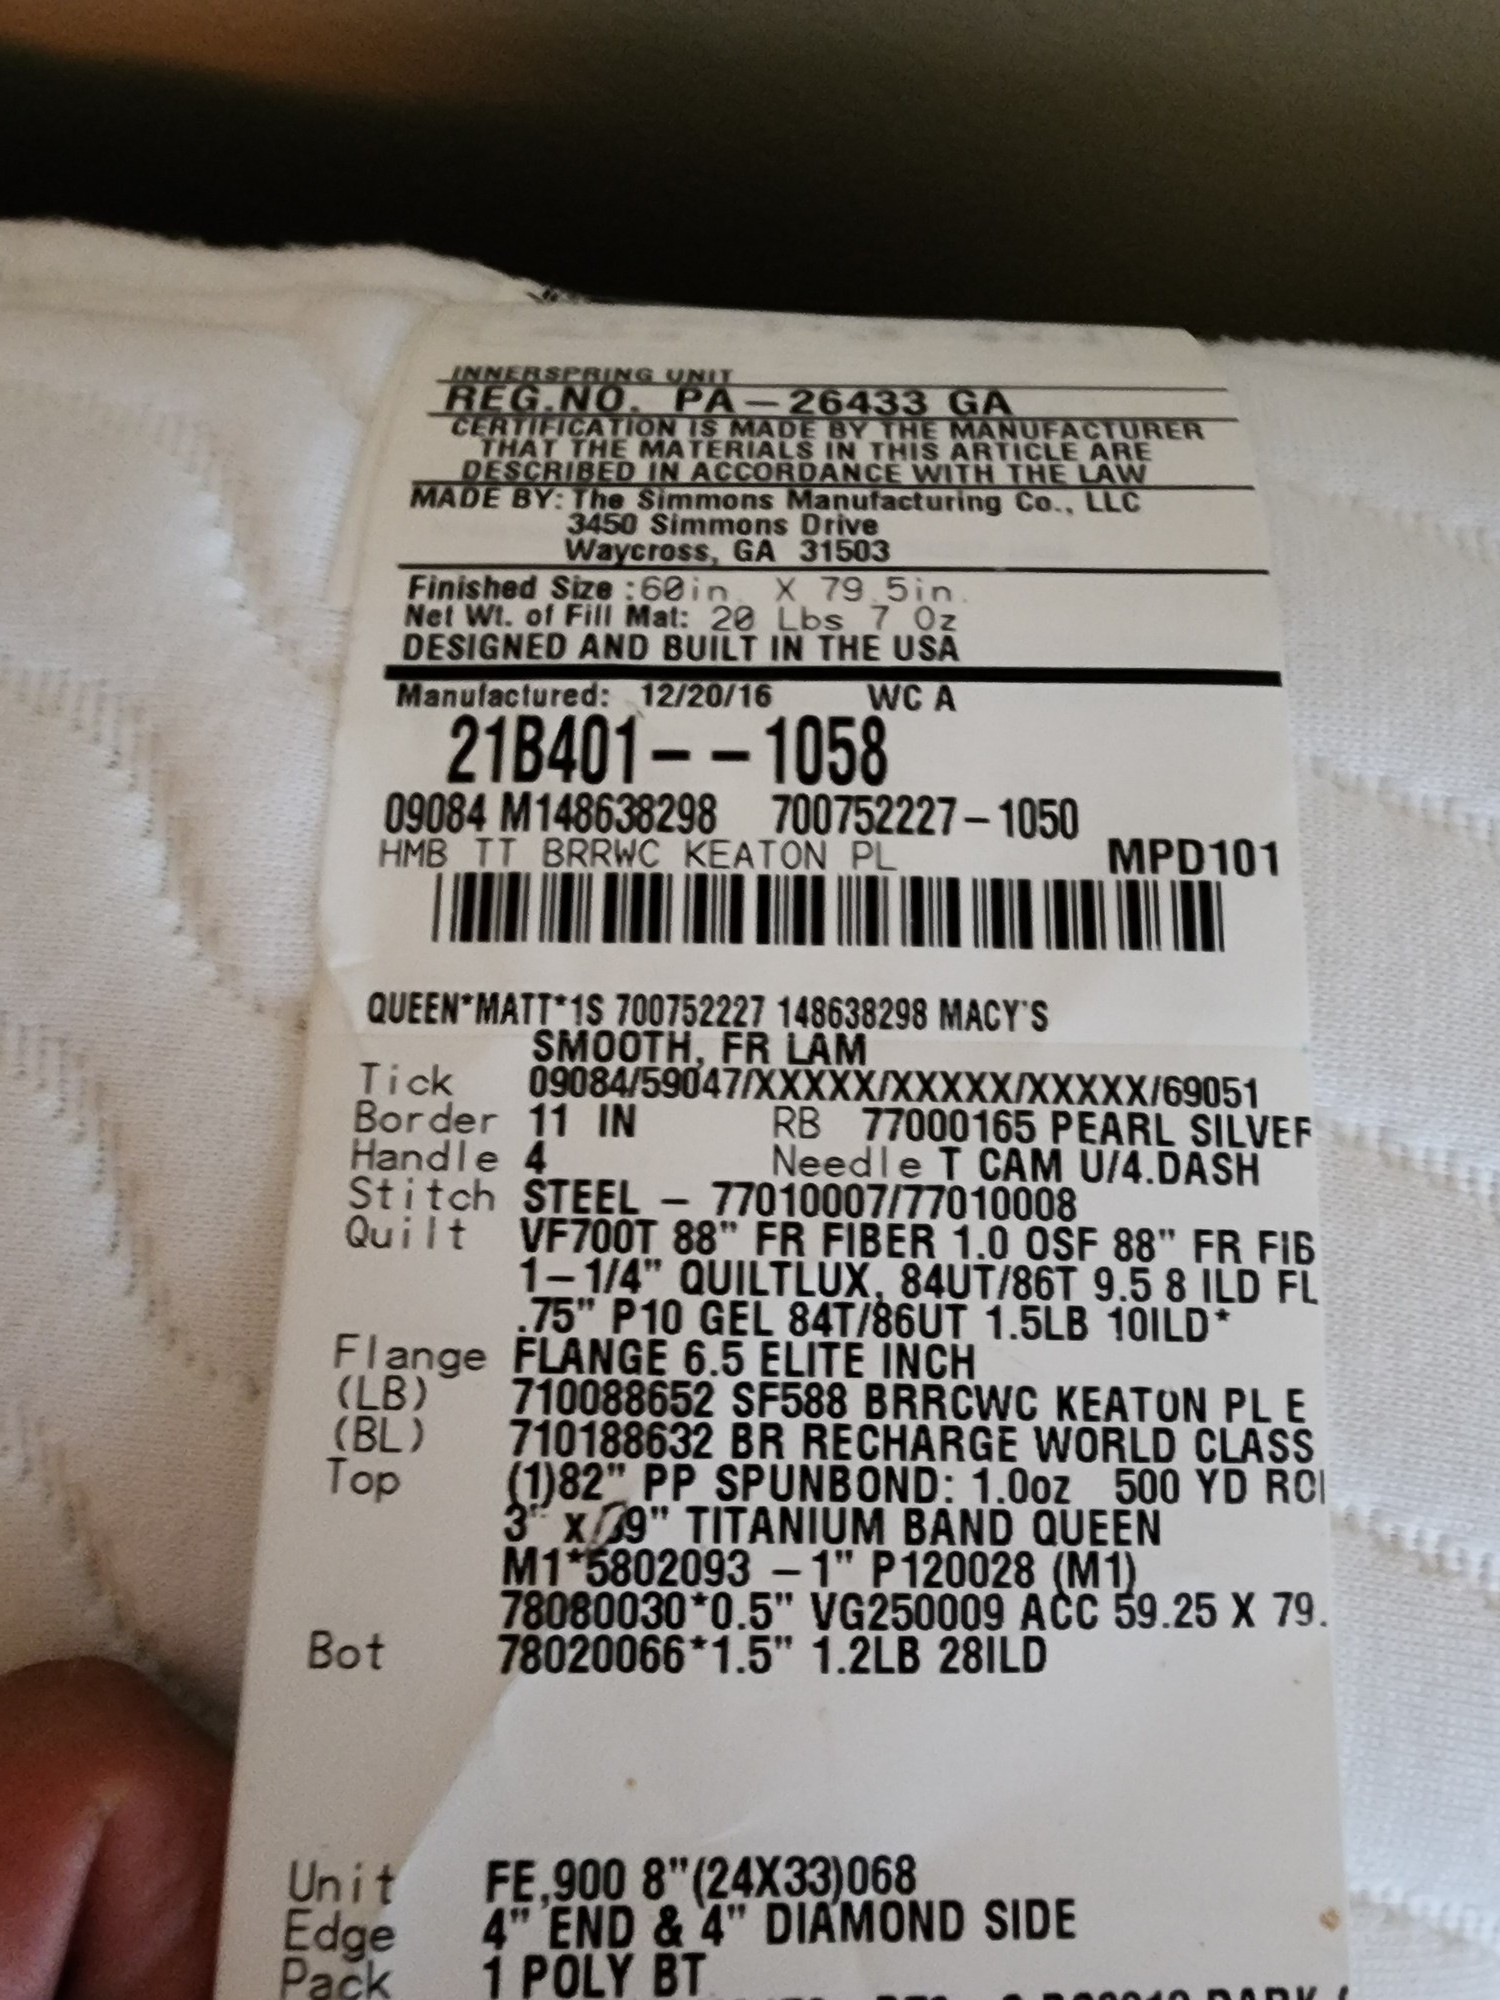 INNERSPRING UNIT
REG.NO. PA-26433 GA
CERTIFICATION IS MADE BY THE MANUFACTURER
THAT THE MATERIALS IN THIS ARTICLE ARE
DESCRIBED IN ACCORDANCE WITH THE LAW
MADE BY: The Simmons Manufacturing Co., LLC
3450 Simmons Drive
Waycross, GA 31503
Finished Size :60in. X 79.5in.
Net Wt. of Fill Mat: 20 Lbs 7 Oz
DESIGNED AND BUILT IN THE USA
Manufactured: 12/20/16 WC A
21B401--1058
09084 M148638298 700752227-1050
HMB TT BRRWC KEATON PL MPD101
QUEEN*MATT*1S 700752227 148638298 MACY'S
SMOOTH, FR LAM
Tick 09084/59047/XXXXX/XXXXX/XXXXX/69051
Border 11 IN RB 77000165 PEARL SILVER
Handle 4 Needle T CAM U/4.DASH
Stitch STEEL - 77010007/77010008
Quilt VF700T 88" FR FIBER 1.0 OSF 88" FR FIB
1-1/4" QUILTLUX, 84UT/86T 9.5 8 ILD FL
.75" P10 GEL 84T/86UT 1.5LB 10ILD*
Flange FLANGE 6.5 ELITE INCH
(LB) 710088652 SF588 BRRCWC KEATON PL E
(BL) 710188632 BR RECHARGE WORLD CLASS
Top (1)82" PP SPUNBOND: 1.0oz 500 YD
3" x 39" TITANIUM BAND QUEEN
M1*5802093 -1" P120028 (M1)
78080030*0.5" VG250009 ACC 59.25 X 79.
Bot 78020066*1.5" 1.2LB 28ILD
Unit FE,900 8"(24X33)068
Edge 4" END & 4" DIAMOND SIDE
Pack 1 POLY BT